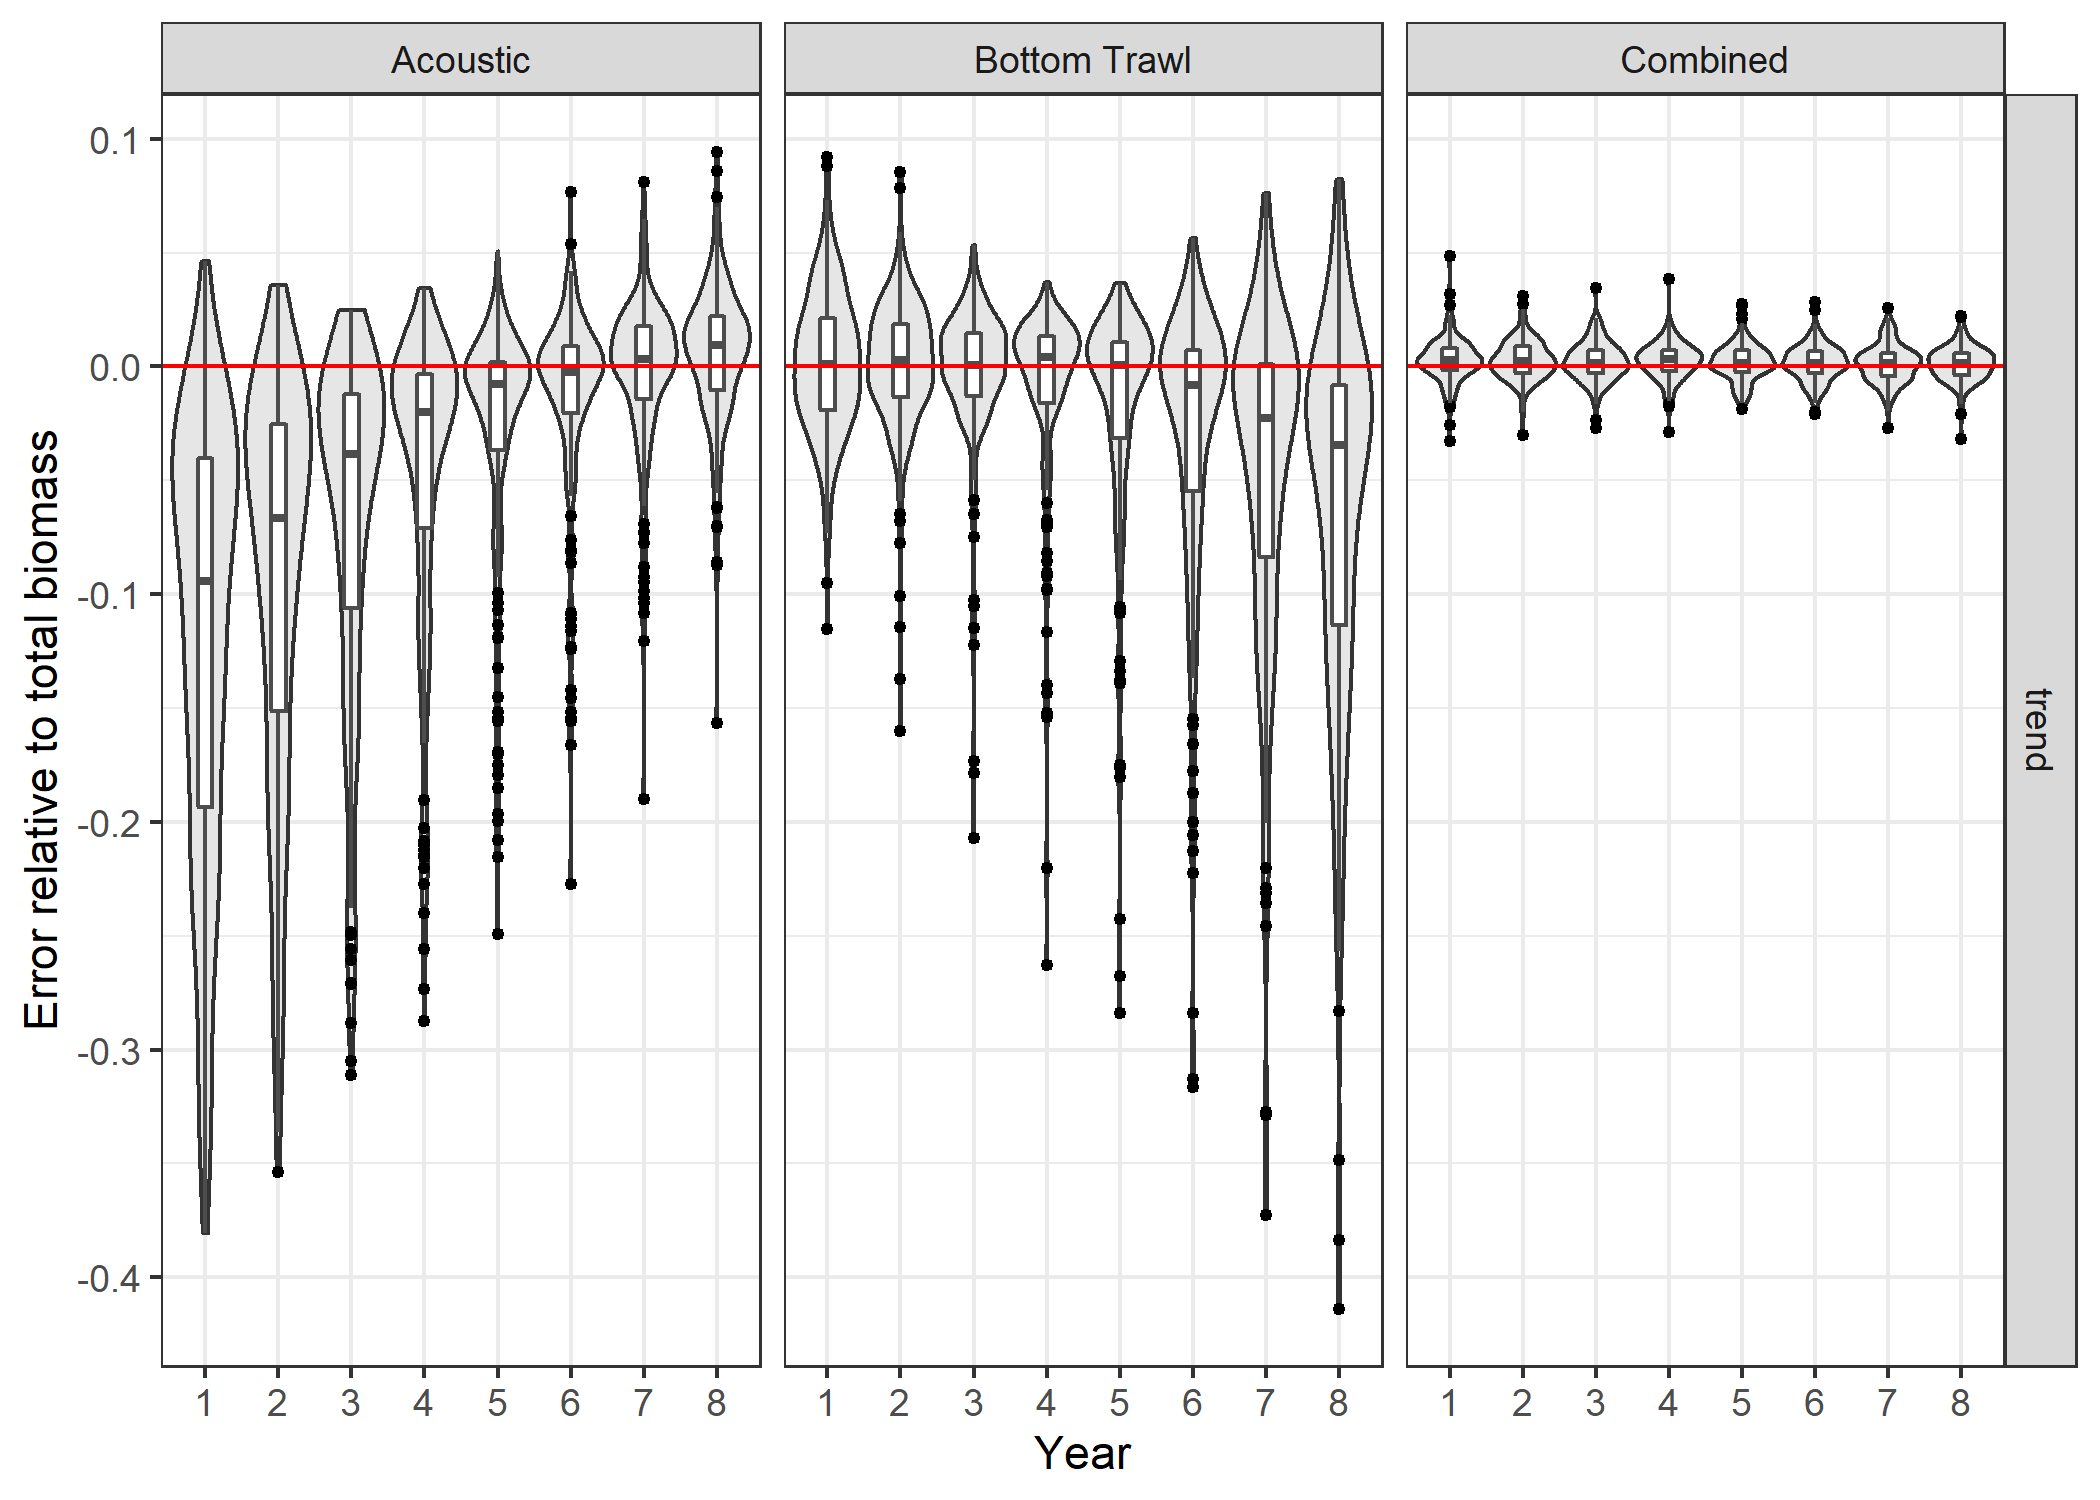 Acoustic
Bottom Trawl
Combined
trend
Error relative to total biomass
0.1
0.0
-0.1
-0.2
-0.3
-0.4
1 2 3 4 5 6 7 8
1 2 3 4 5 6 7 8
1 2 3 4 5 6 7 8
Year